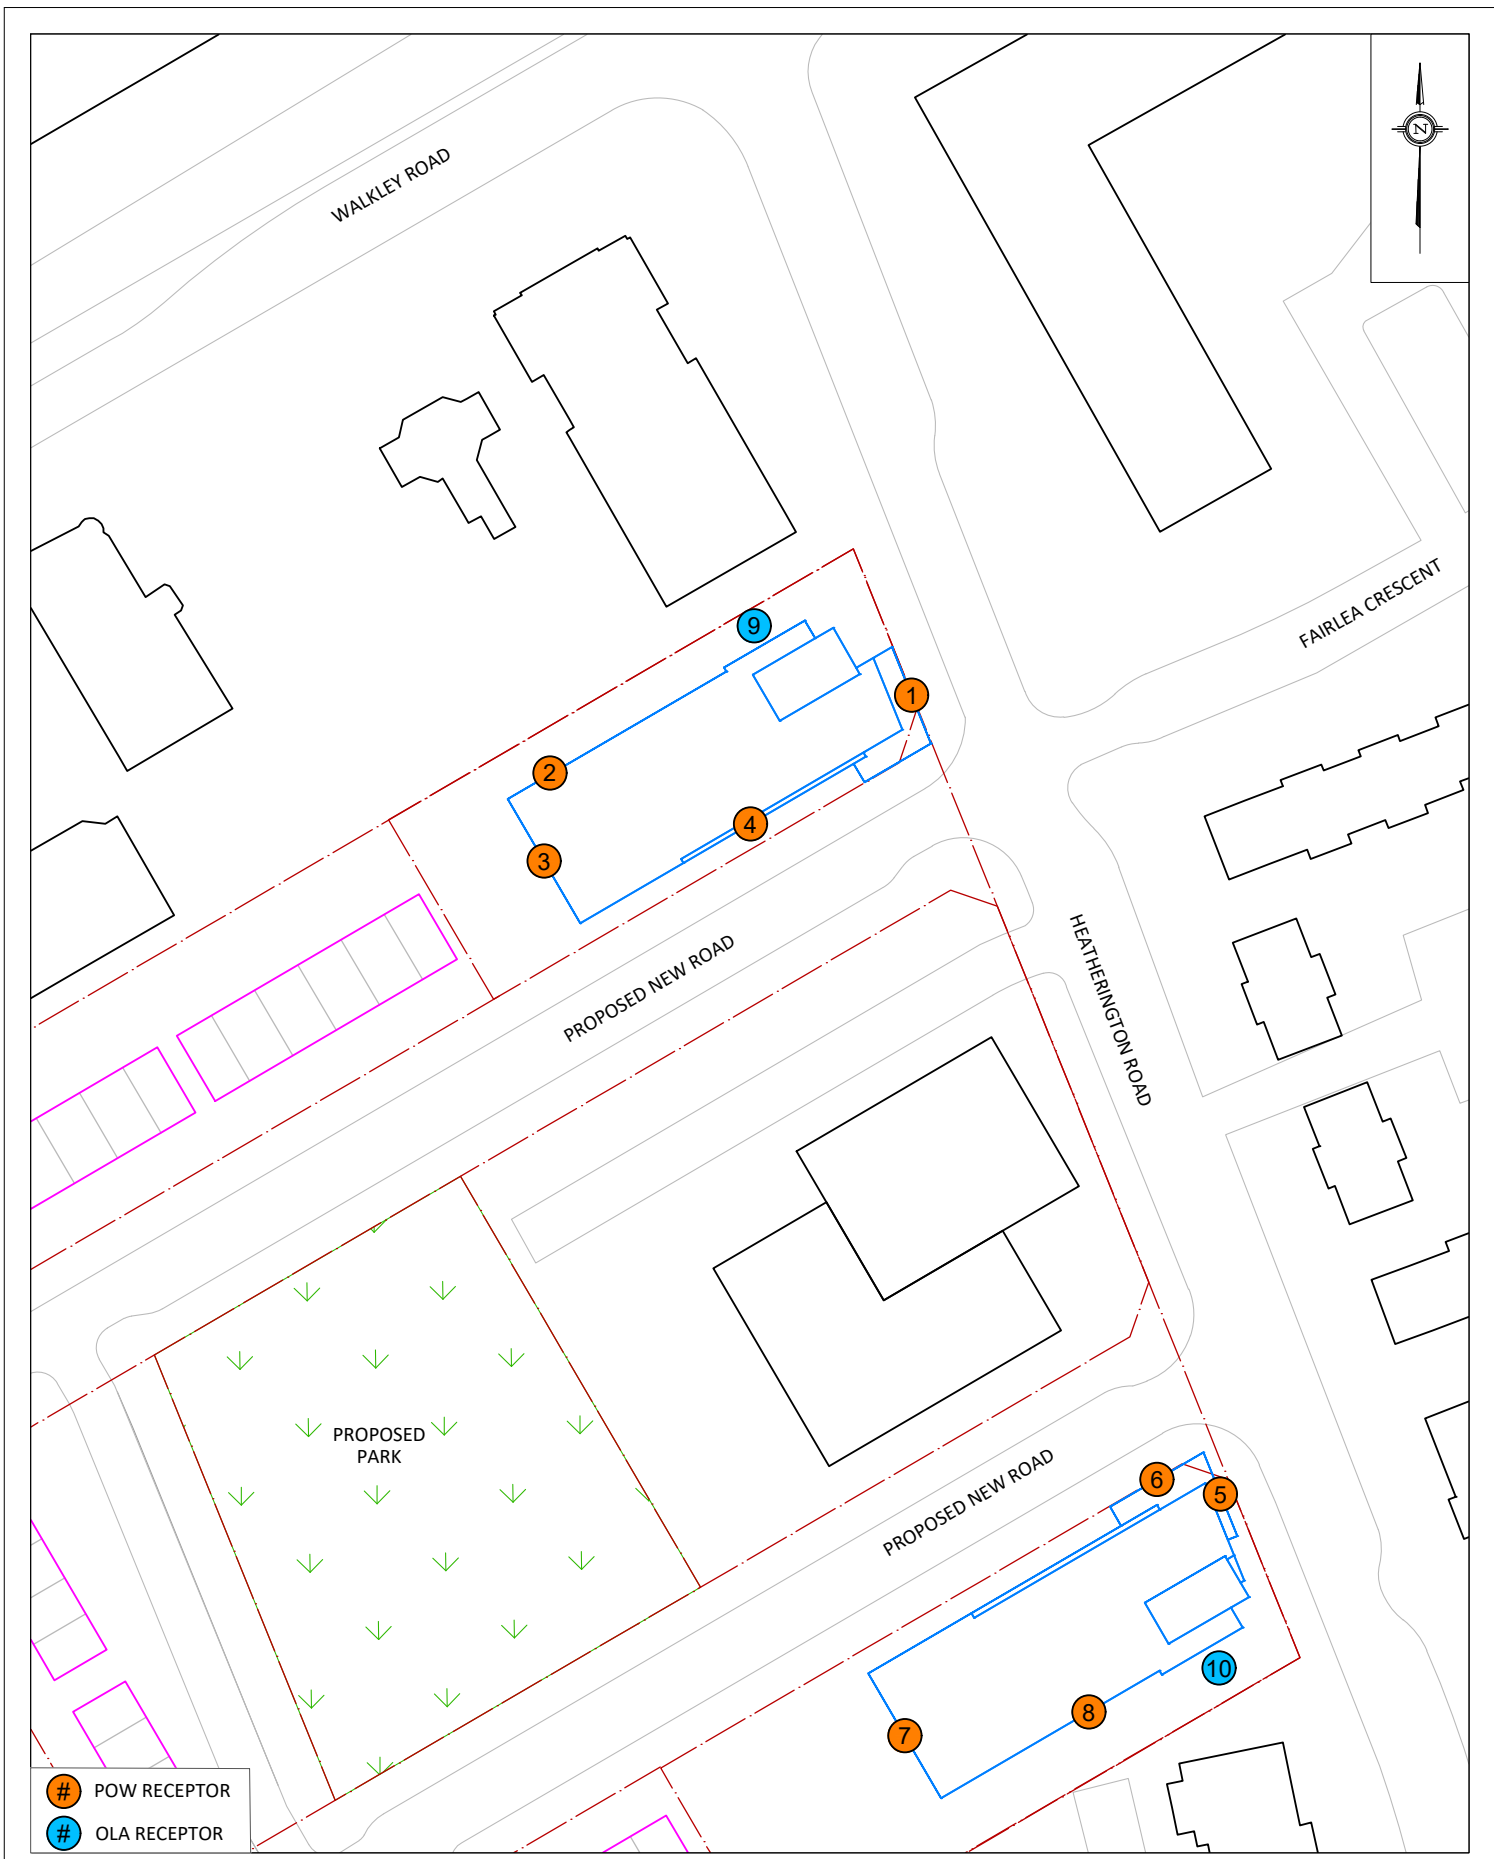 N
WALKLEY ROAD
FAIRLEA CRESCENT
9
1
2
4
3
HEATHERINGTON ROAD
PROPOSED NEW ROAD
PROPOSED
PARK
PROPOSED NEW ROAD
6
5
10
8
7
# POW RECEPTOR
# OLA RECEPTOR